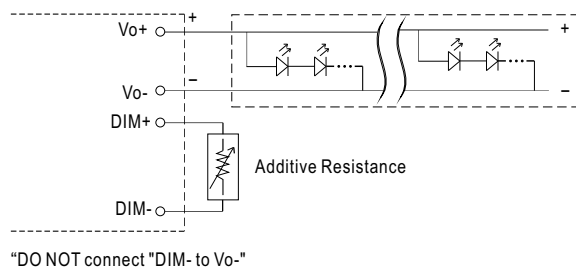 Vo+
+
+
Vo-
−
−
DIM+
Additive Resistance
DIM-
“DO NOT connect "DIM- to Vo-"